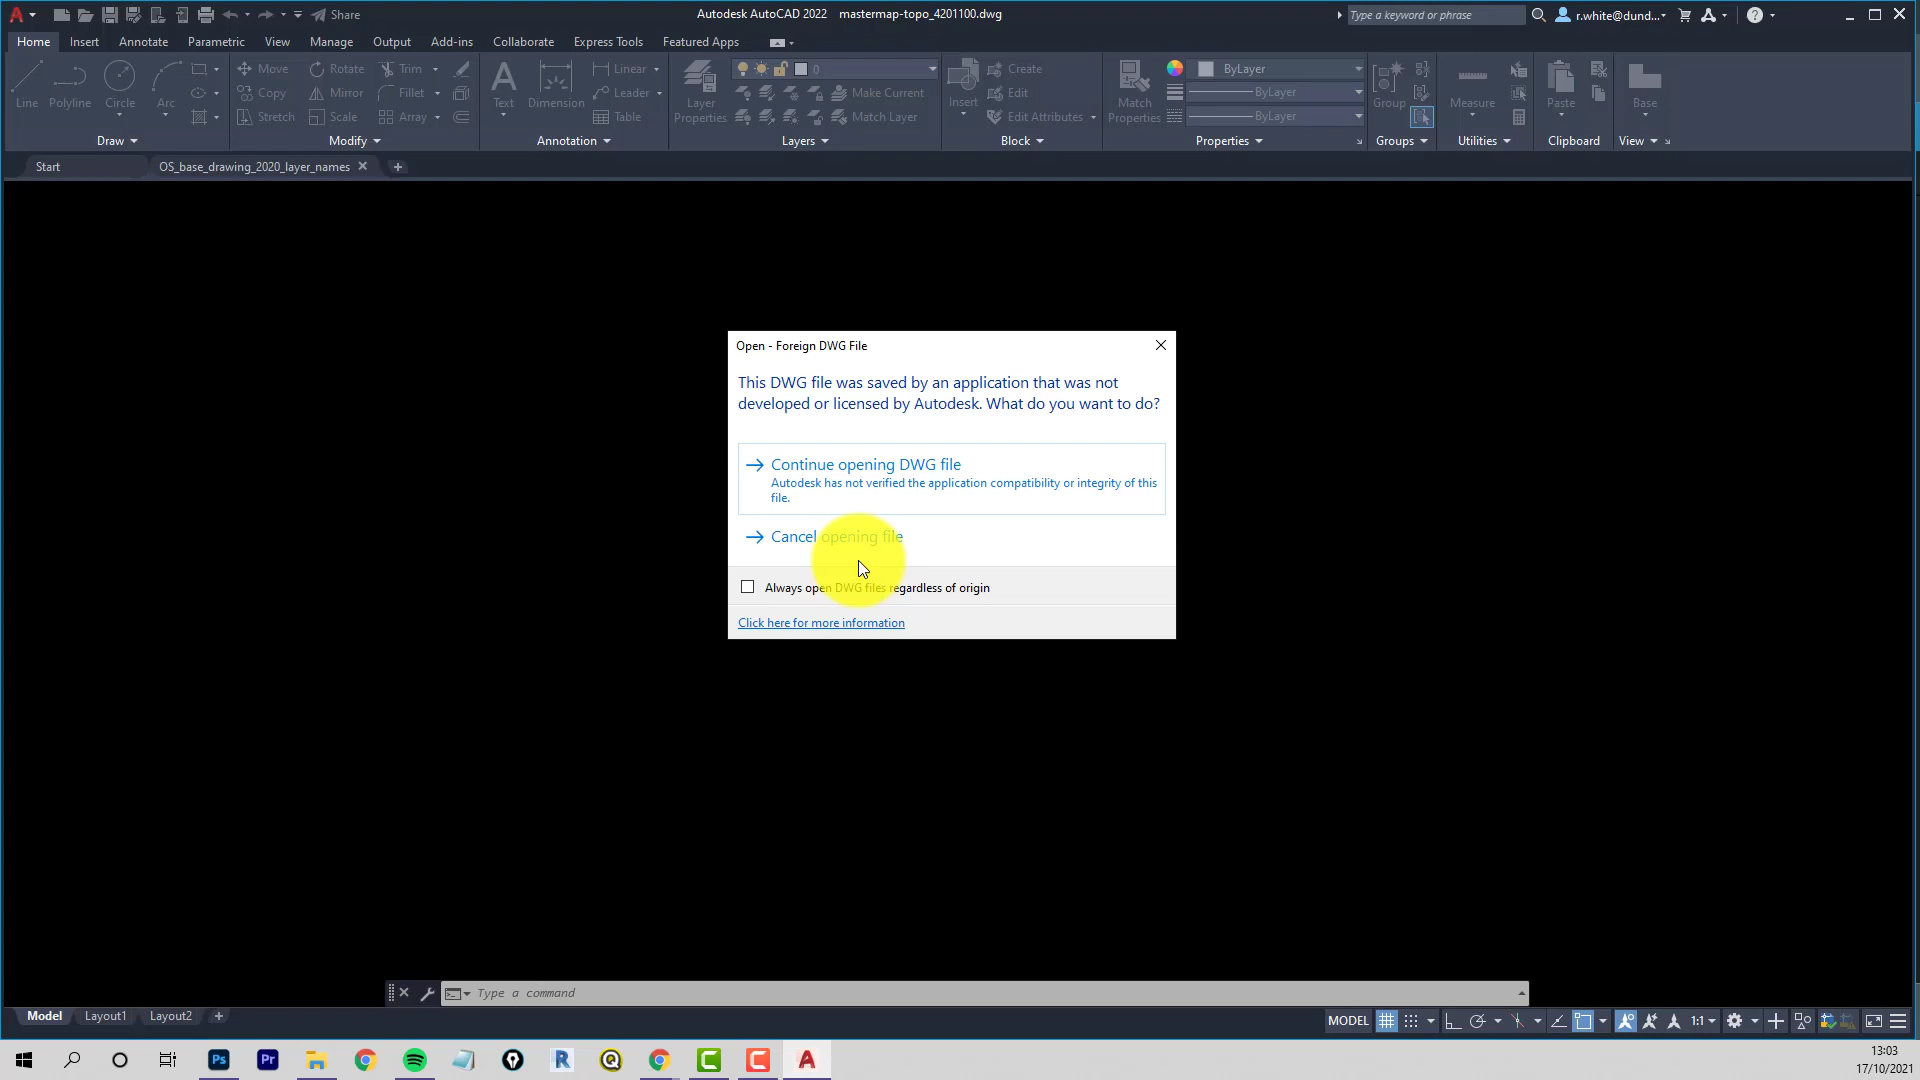 Share
Autodesk AutoCAD 2022 mastermap-topo_4201100.dwg
Type a keyword or phrase
r.white@dund...
Home Insert Annotate Parametric View Manage Output Add-ins Collaborate Express Tools Featured Apps
Line Polyline Circle Arc
Move Rotate Trim
Copy Mirror Fillet
Stretch Scale Array
Text Dimension
Linear
Leader
Table
Layer Properties
0
Make Current
Match Layer
Insert
Create
Edit
Edit Attributes
Match Properties
ByLayer
ByLayer
ByLayer
Group
Measure
Paste
Base
Draw Modify Annotation Layers Block Properties Groups Utilities Clipboard View
Start OS_base_drawing_2020_layer_names
Open - Foreign DWG File
This DWG file was saved by an application that was not
developed or licensed by Autodesk. What do you want to do?
Continue opening DWG file
Autodesk has not verified the application compatibility or integrity of this
file.
Cancel opening file
Always open DWG files regardless of origin
Click here for more information
Type a command
Model Layout1 Layout2
MODEL 1:1
Ps Pr R Q C C A
13:03
17/10/2021